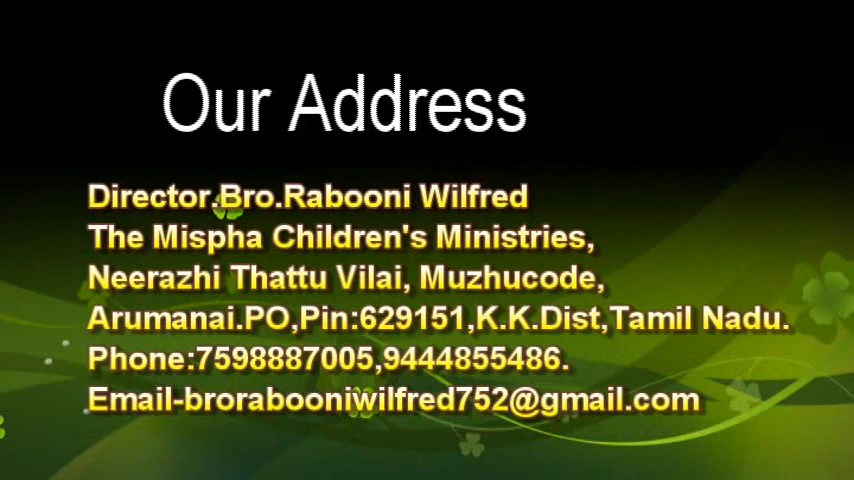 Our Address
Director.Bro.Rabooni Wilfred
The Mispha Children's Ministries,
Neerazhi Thattu Vilai, Muzhucode,
Arumanai.PO,Pin:629151,K.K.Dist,Tamil Nadu.
Phone:7598887005,9444855486.
Email-brorabooniwilfred752@gmail.com